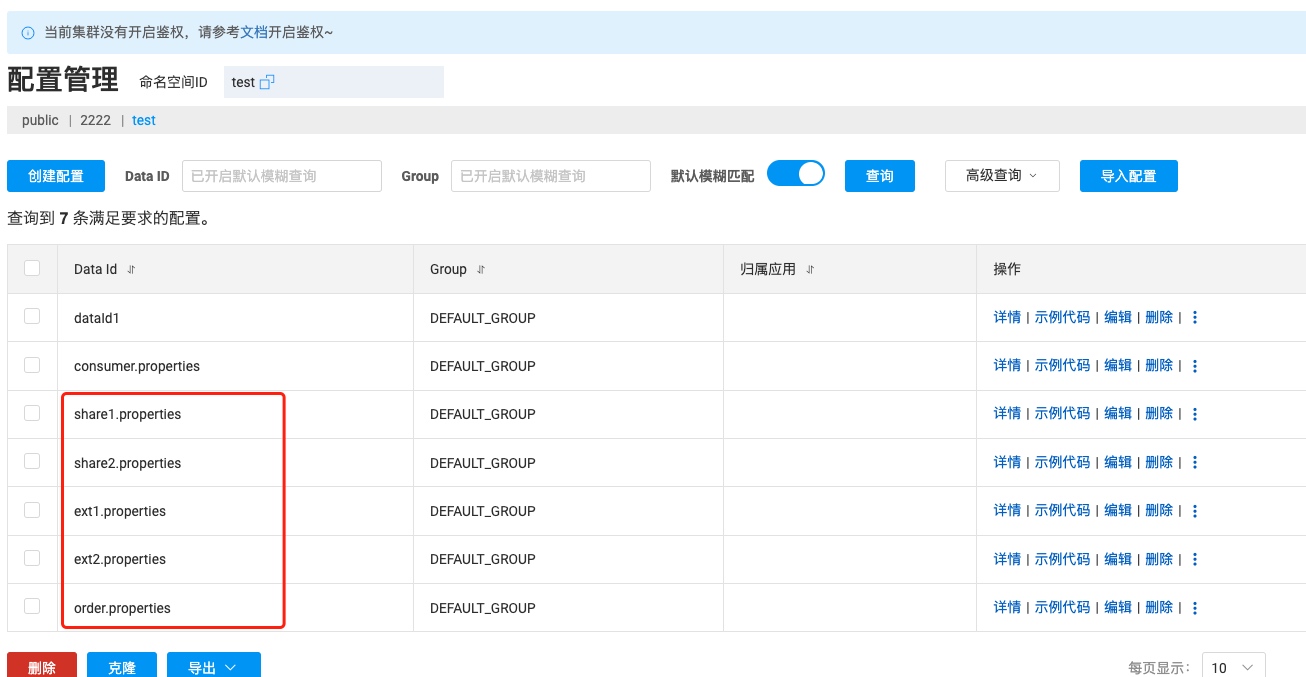 当前集群没有开启鉴权，请参考文档开启鉴权~
配置管理 命名空间ID test
public | 2222 | test
创建配置 Data ID 已开启默认模糊查询 Group 已开启默认模糊查询 默认模糊匹配 查询 高级查询 导入配置
查询到 7 条满足要求的配置。
Data Id Group 归属应用 操作
dataId1 DEFAULT_GROUP 详情 | 示例代码 | 编辑 | 删除 |
consumer.properties DEFAULT_GROUP 详情 | 示例代码 | 编辑 | 删除 |
share1.properties DEFAULT_GROUP 详情 | 示例代码 | 编辑 | 删除 |
share2.properties DEFAULT_GROUP 详情 | 示例代码 | 编辑 | 删除 |
ext1.properties DEFAULT_GROUP 详情 | 示例代码 | 编辑 | 删除 |
ext2.properties DEFAULT_GROUP 详情 | 示例代码 | 编辑 | 删除 |
order.properties DEFAULT_GROUP 详情 | 示例代码 | 编辑 | 删除 |
删除 克隆 导出 每页显示: 10